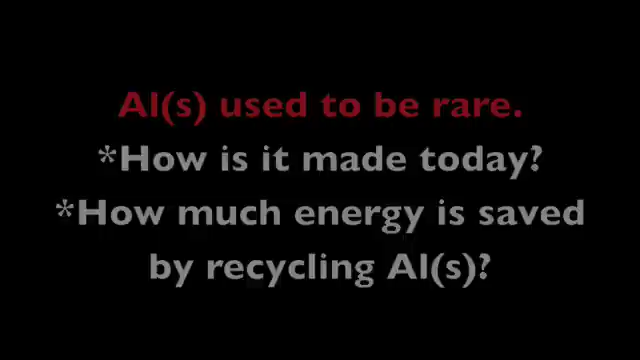 Al(s) used to be rare.
*How is it made today?
*How much energy is saved
by recycling Al(s)?